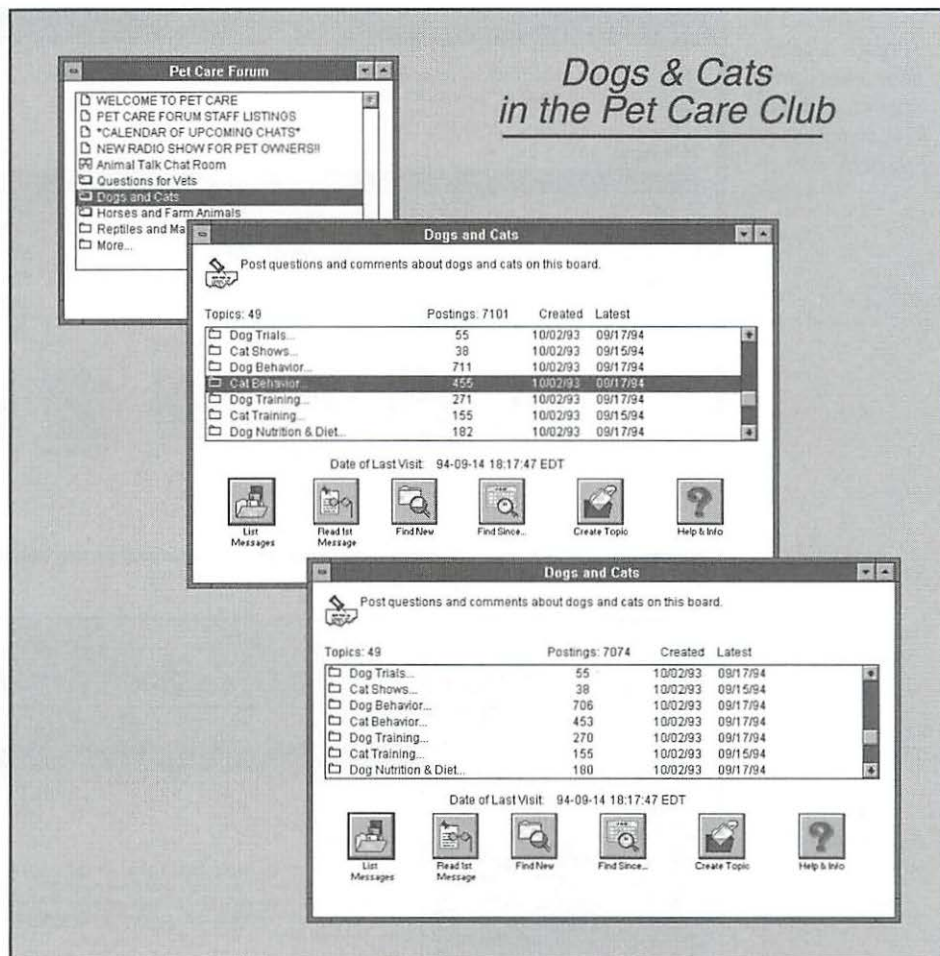 Dogs & Cats
in the Pet Care Club
Pet Care Forum
WELCOME TO PET CARE
PET CARE FORUM STAFF LISTINGS
*CALENDAR OF UPCOMING CHATS*
NEW RADIO SHOW FOR PET OWNERS!!
Animal Talk Chat Room
Questions for Vets
Dogs and Cats
Horses and Farm Animals
Reptiles and Ma
More...
Dogs and Cats
Post questions and comments about dogs and cats on this board.
Topics: 49 Postings: 7101 Created Latest
Dog Trials... 55 10/02/93 09/17/94
Cat Shows... 38 10/02/93 09/15/94
Dog Behavior... 711 10/02/93 09/17/94
Cat Behavior... 455 10/02/93 09/17/94
Dog Training... 271 10/02/93 09/17/94
Cat Training... 155 10/02/93 09/15/94
Dog Nutrition & Diet... 182 10/02/93 09/17/94
Date of Last Visit: 94-09-14 18:17:47 EDT
List Messages Read 1st Message Find New Find Since... Create Topic Help & Info
Dogs and Cats
Post questions and comments about dogs and cats on this board.
Topics: 49 Postings: 7074 Created Latest
Dog Trials... 55 10/02/93 09/17/94
Cat Shows... 38 10/02/93 09/15/94
Dog Behavior... 706 10/02/93 09/17/94
Cat Behavior... 453 10/02/93 09/17/94
Dog Training... 270 10/02/93 09/17/94
Cat Training... 155 10/02/93 09/15/94
Dog Nutrition & Diet... 180 10/02/93 09/17/94
Date of Last Visit: 94-09-14 18:17:47 EDT
List Messages Read 1st Message Find New Find Since... Create Topic Help & Info